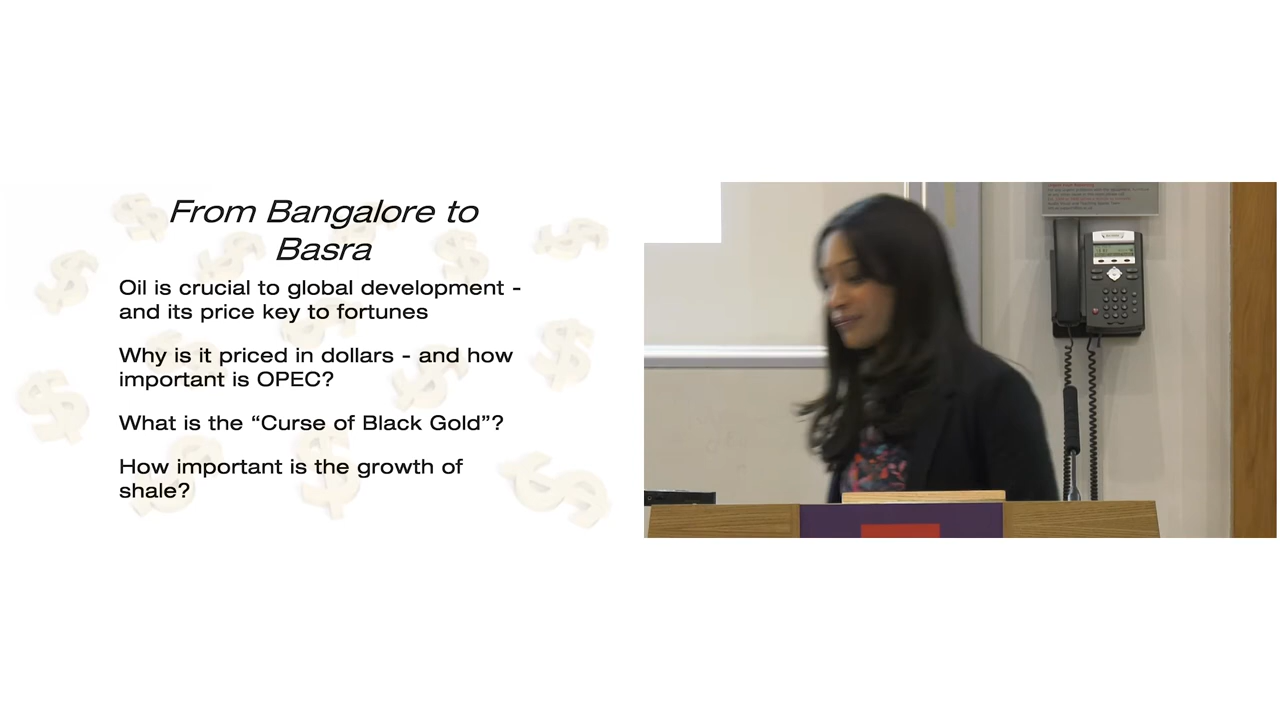 From Bangalore to
Basra
Oil is crucial to global development -
and its price key to fortunes
Why is it priced in dollars - and how
important is OPEC?
What is the “Curse of Black Gold”?
How important is the growth of
shale?